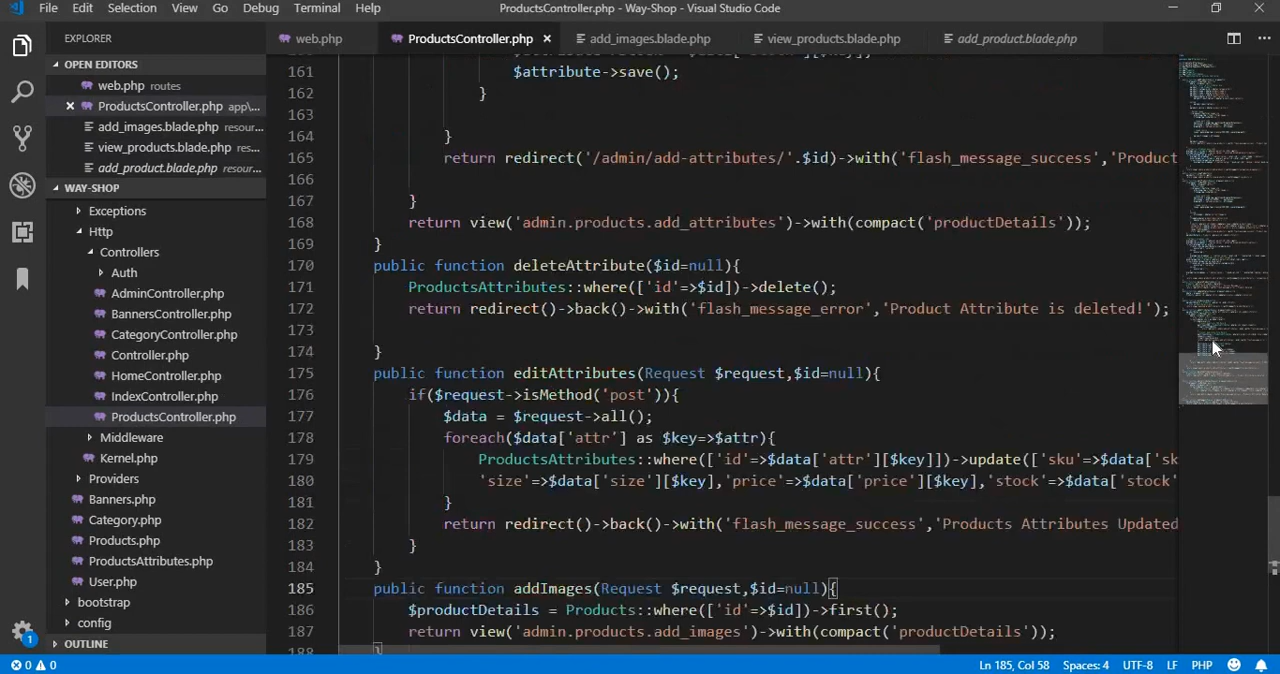 File Edit Selection View Go Debug Terminal Help ProductsController.php - Way-Shop - Visual Studio Code
EXPLORER
web.php ProductsController.php add_images.blade.php view_products.blade.php add_product.blade.php
OPEN EDITORS
web.php routes
ProductsController.php app\...
add_images.blade.php resour...
view_products.blade.php res...
add_product.blade.php resour...
WAY-SHOP
Exceptions
Http
Controllers
Auth
AdminController.php
BannersController.php
CategoryController.php
Controller.php
HomeController.php
IndexController.php
ProductsController.php
Middleware
Kernel.php
Providers
Banners.php
Category.php
Products.php
ProductsAttributes.php
User.php
bootstrap
config
OUTLINE
161 $attribute->save();
162 }
163
164 }
165 return redirect('/admin/add-attributes/'.$id)->with('flash_message_success','Product
166
167 }
168 return view('admin.products.add_attributes')->with(compact('productDetails'));
169 }
170 public function deleteAttribute($id=null){
171 ProductsAttributes::where(['id'=>$id])->delete();
172 return redirect()->back()->with('flash_message_error','Product Attribute is deleted!');
173
174 }
175 public function editAttributes(Request $request,$id=null){
176 if($request->isMethod('post')){
177 $data = $request->all();
178 foreach($data['attr'] as $key=>$attr){
179 ProductsAttributes::where(['id'=>$data['attr'][$key]])->update(['sku'=>$data['sk
180 'size'=>$data['size'][$key],'price'=>$data['price'][$key],'stock'=>$data['stock'
181 }
182 return redirect()->back()->with('flash_message_success','Products Attributes Updated
183 }
184 }
185 public function addImages(Request $request,$id=null){
186 $productDetails = Products::where(['id'=>$id])->first();
187 return view('admin.products.add_images')->with(compact('productDetails'));
188 }
1
0 0 Ln 185, Col 58 Spaces: 4 UTF-8 LF PHP